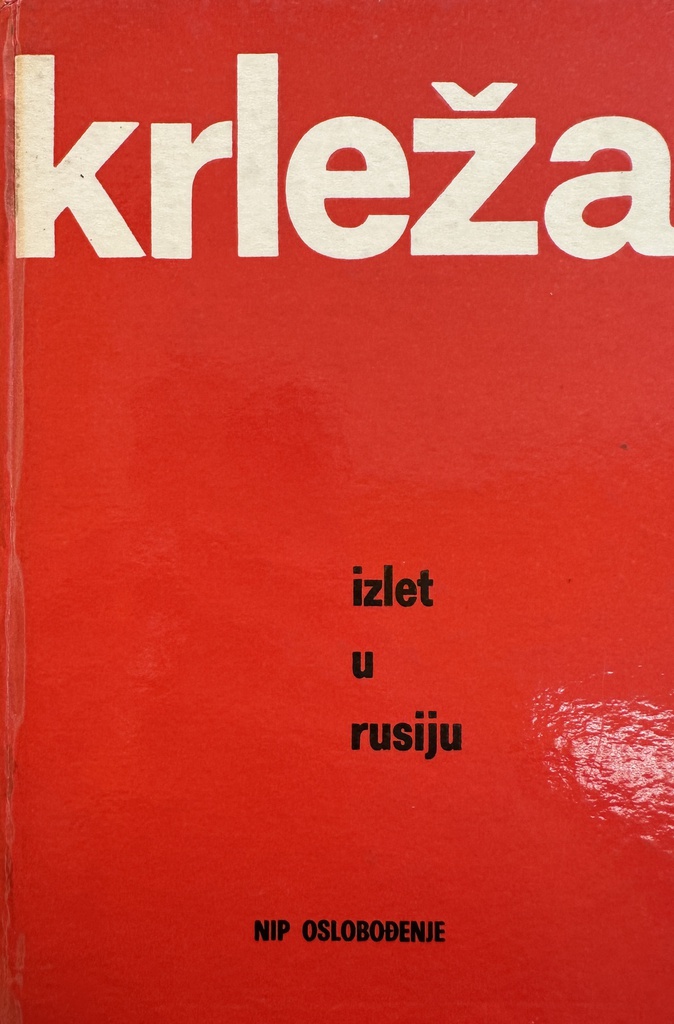 krleža
izlet
u
rusiju
NIP OSLOBOĐENJE